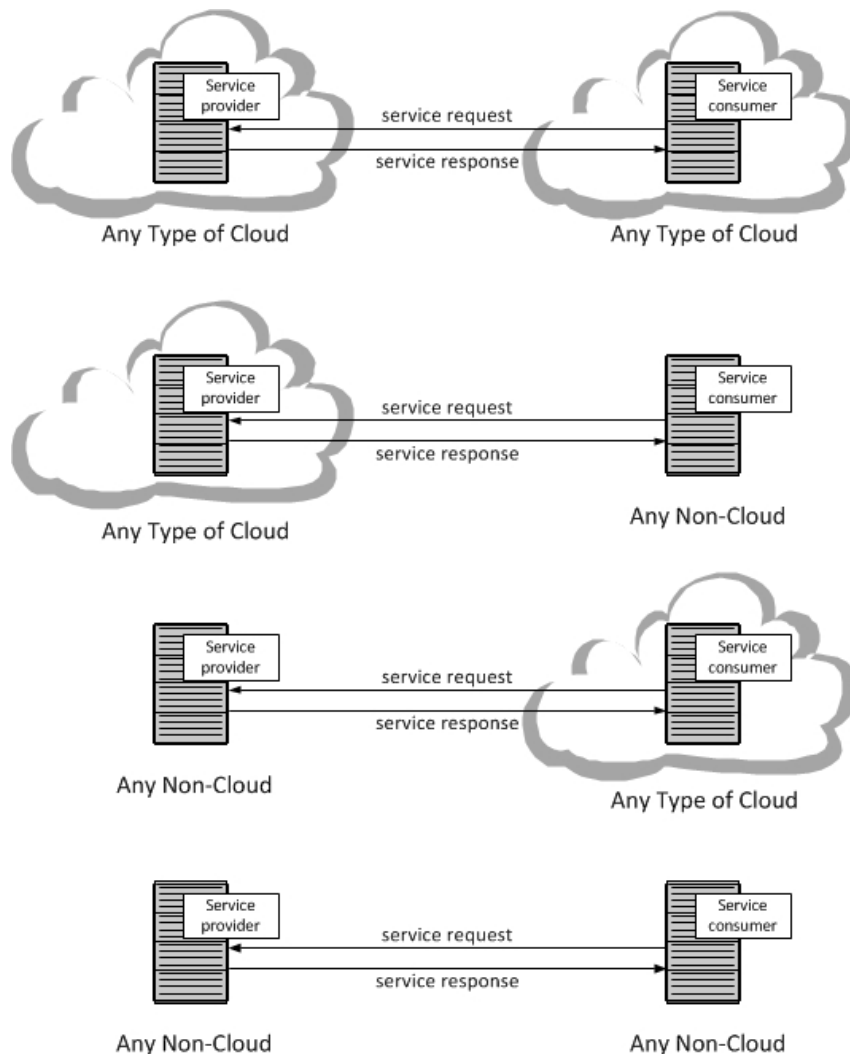 Service
provider
service request
service response
Service
consumer
Any Type of Cloud
Any Type of Cloud
Service
provider
service request
service response
Service
consumer
Any Type of Cloud
Any Non-Cloud
Service
provider
service request
service response
Service
consumer
Any Non-Cloud
Any Type of Cloud
Service
provider
service request
service response
Service
consumer
Any Non-Cloud
Any Non-Cloud